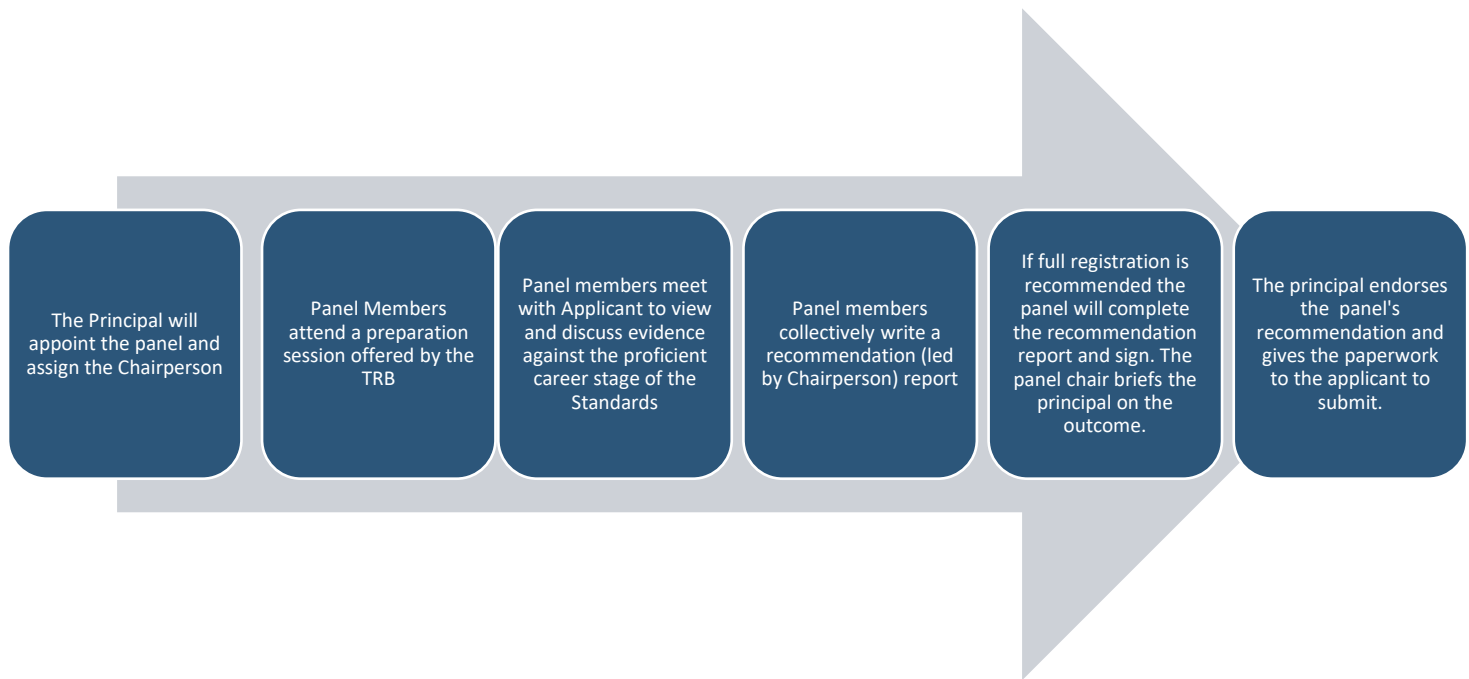 The Principal will
appoint the panel and
assign the Chairperson
Panel Members
attend a preparation
session offered by the
TRB
Panel members meet
with Applicant to view
and discuss evidence
against the proficient
career stage of the
Standards
Panel members
collectively write a
recommendation (led
by Chairperson) report
If full registration is
recommended the
panel will complete
the recommendation
report and sign. The
panel chair briefs the
principal on the
outcome.
The principal endorses
the  panel's
recommendation and
gives the paperwork
to the applicant to
submit.